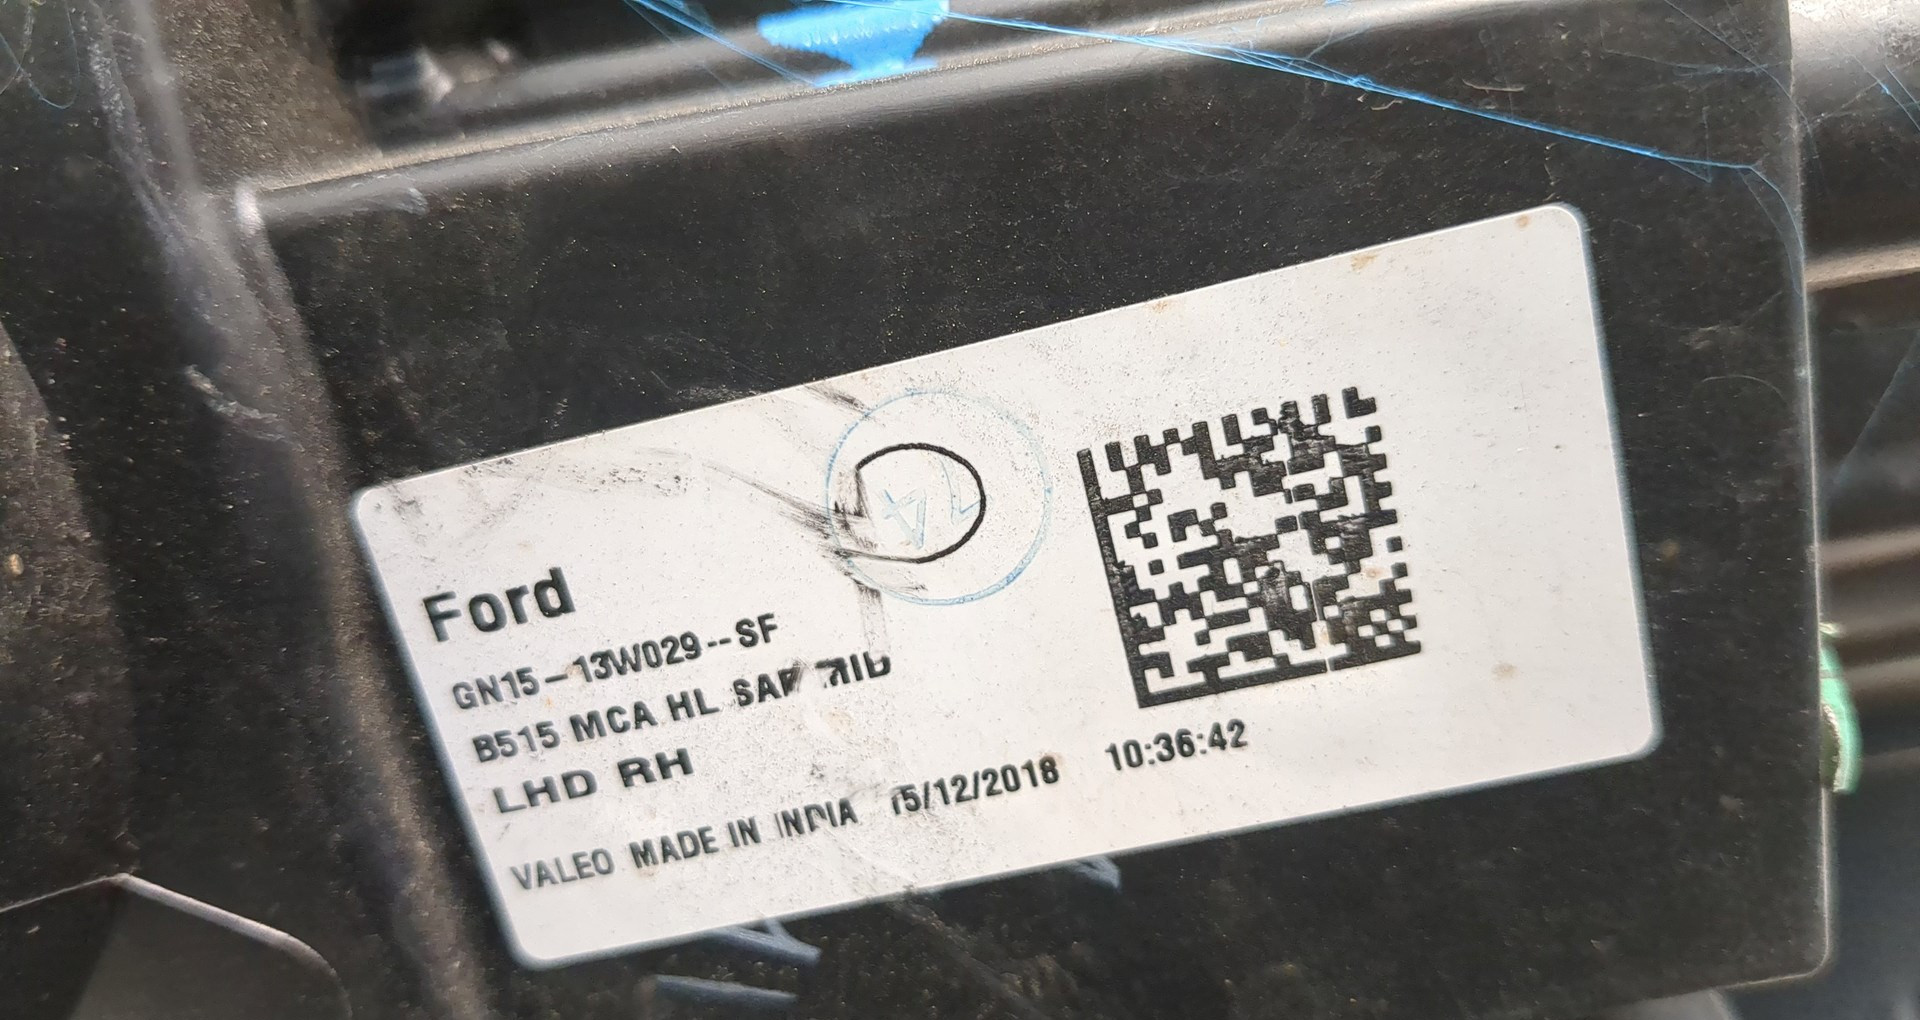 Ford
GN15-13W029--SF
B515 MCA HL
LHD RH
VALEO MADE IN INDIA 15/12/2018 10:36:42